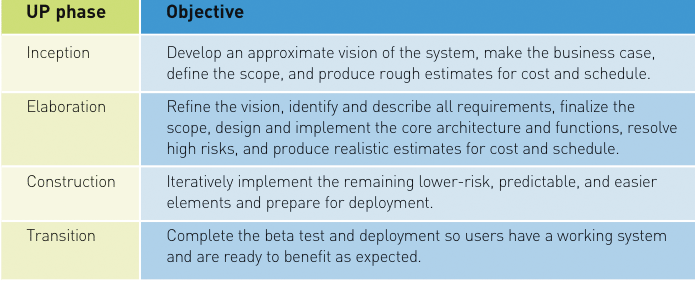 UP phase
Objective
Inception
Develop an approximate vision of the system, make the business case,
define the scope, and produce rough estimates for cost and schedule.
Elaboration
Refine the vision, identify and describe all requirements, finalize the
scope, design and implement the core architecture and functions, resolve
high risks, and produce realistic estimates for cost and schedule.
Construction
Iteratively implement the remaining lower-risk, predictable, and easier
elements and prepare for deployment.
Transition
Complete the beta test and deployment so users have a working system
and are ready to benefit as expected.